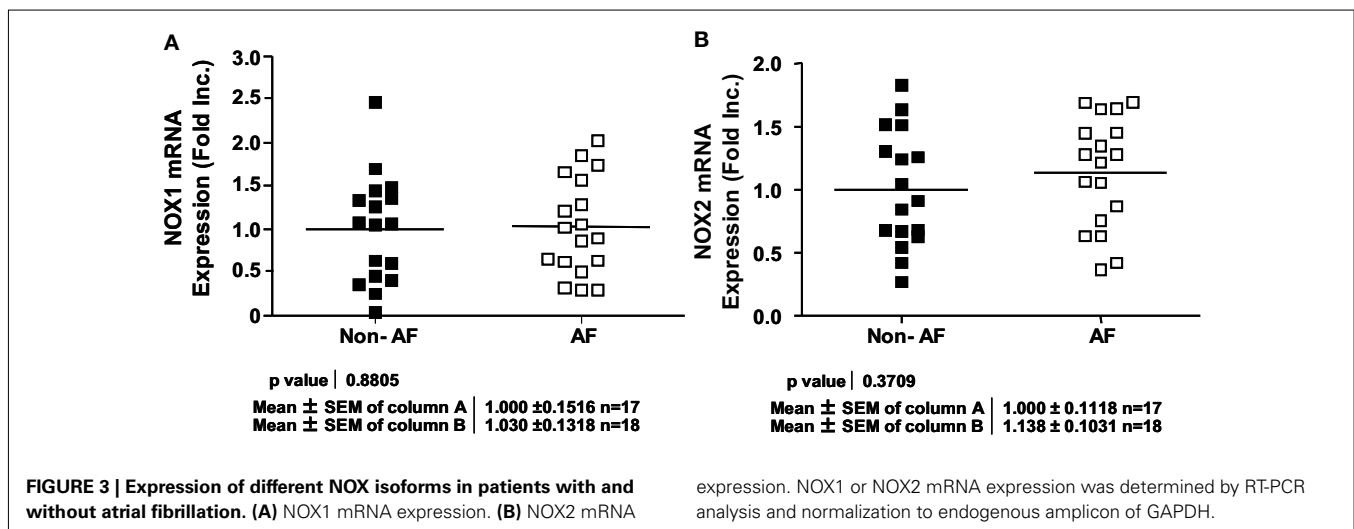 A
NOX1 mRNA
Expression (Fold Inc.)
3.0
2.5
2.0
1.5
1.0
0.5
0
Non- AF
AF
p value | 0.8805
Mean ± SEM of column A | 1.000 ±0.1516 n=17
Mean ± SEM of column B | 1.030 ±0.1318 n=18
B
NOX2 mRNA
Expression (Fold Inc.)
2.0
1.5
1.0
0.5
0.0
Non- AF
AF
p value | 0.3709
Mean ± SEM of column A | 1.000 ± 0.1118 n=17
Mean ± SEM of column B | 1.138 ± 0.1031 n=18
FIGURE 3 | Expression of different NOX isoforms in patients with and
without atrial fibrillation. (A) NOX1 mRNA expression. (B) NOX2 mRNA
expression. NOX1 or NOX2 mRNA expression was determined by RT-PCR
analysis and normalization to endogenous amplicon of GAPDH.